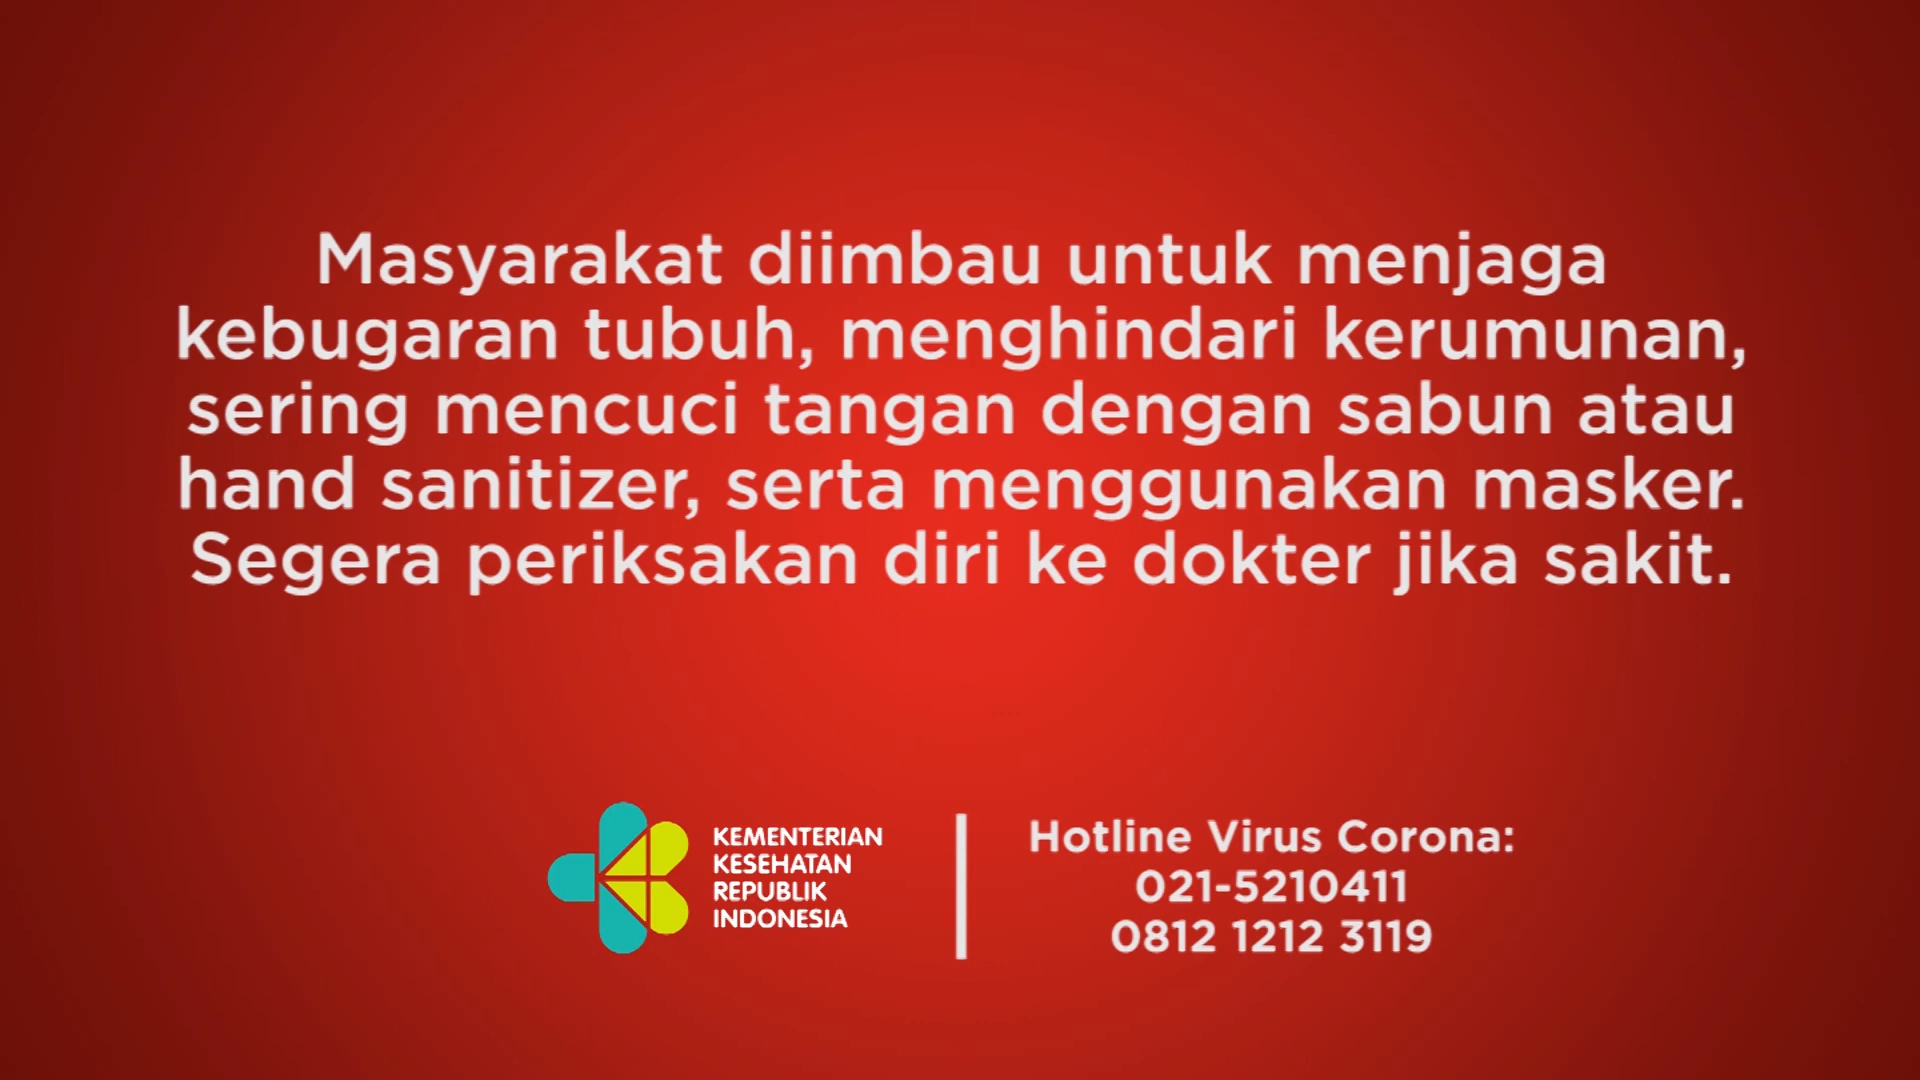 Masyarakat diimbau untuk menjaga
kebugaran tubuh, menghindari kerumunan,
sering mencuci tangan dengan sabun atau
hand sanitizer, serta menggunakan masker.
Segera periksakan diri ke dokter jika sakit.
KEMENTERIAN
KESEHATAN
REPUBLIK
INDONESIA
Hotline Virus Corona:
021-5210411
0812 1212 3119